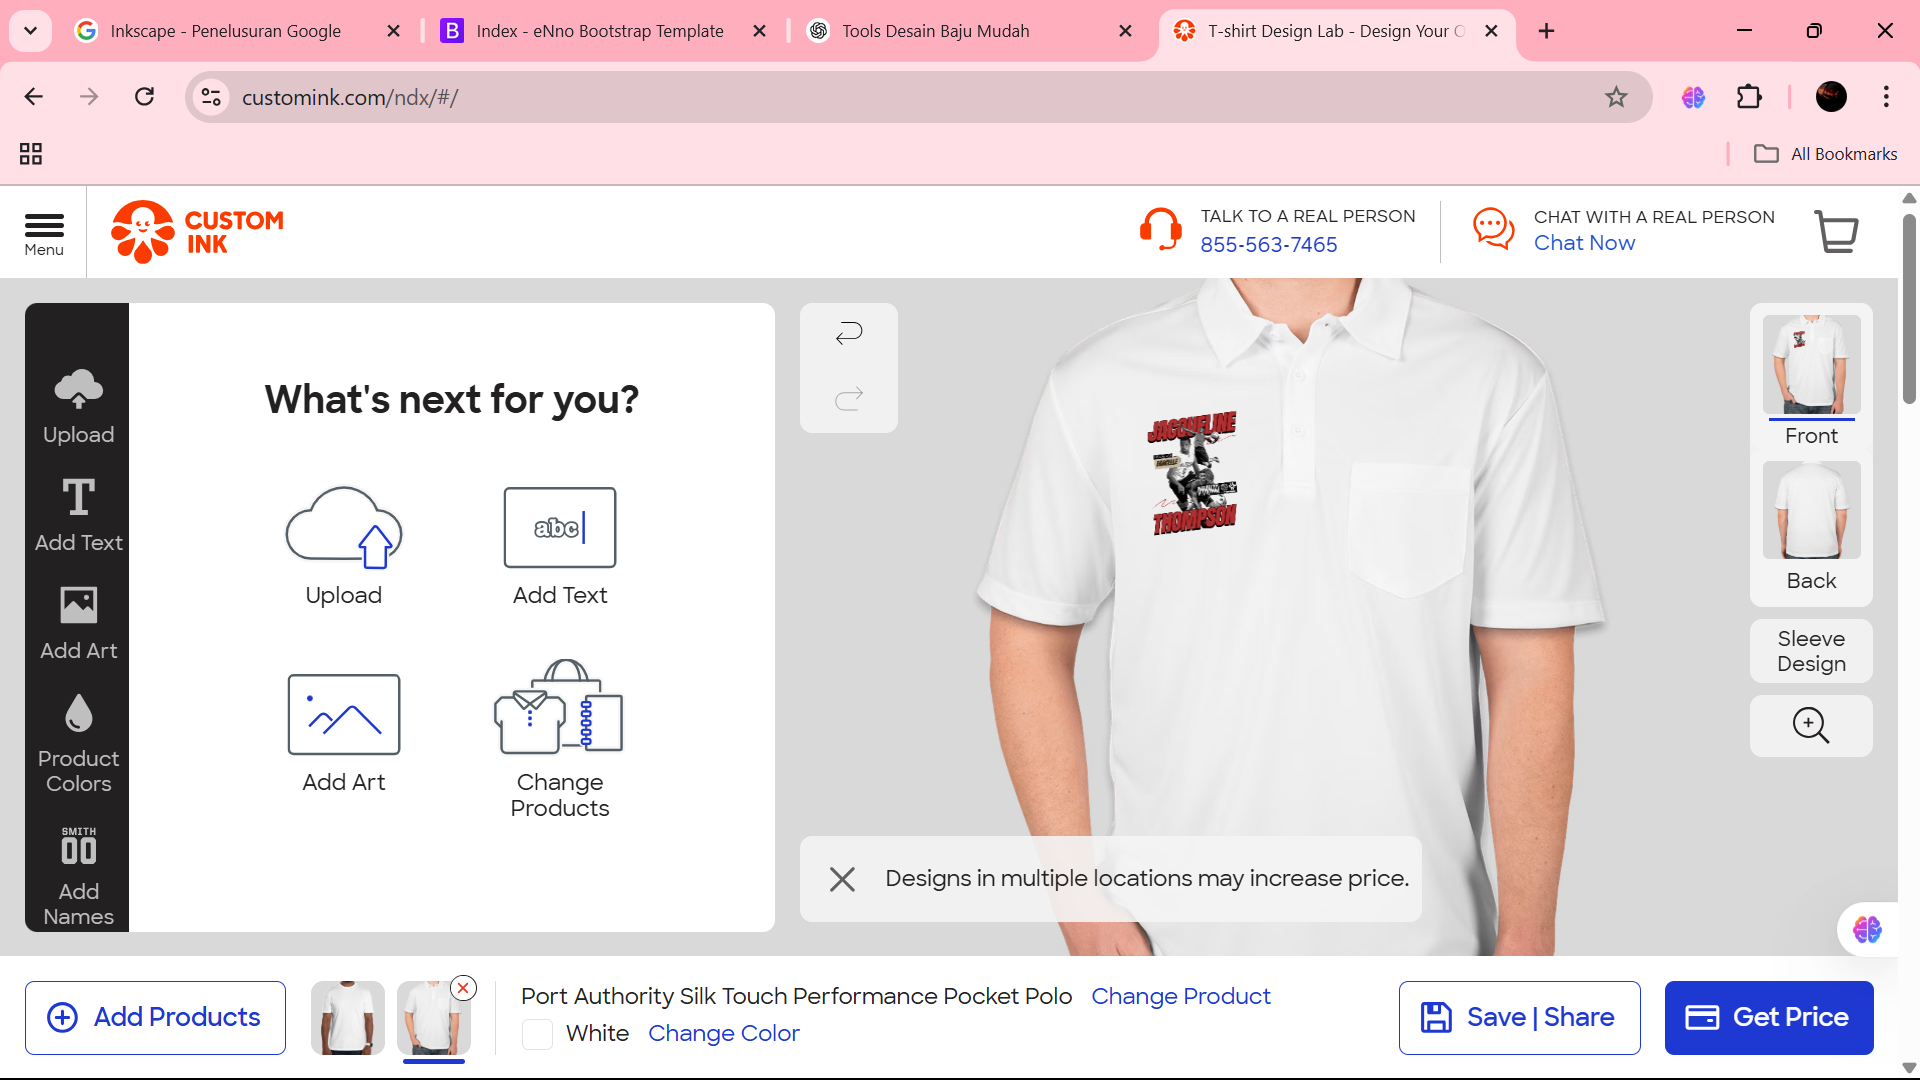 Inkscape - Penelusuran Google
Index - eNno Bootstrap Template
Tools Desain Baju Mudah
T-shirt Design Lab - Design Your O
customink.com/ndx/#/
All Bookmarks
Menu
CUSTOM
INK
TALK TO A REAL PERSON
855-563-7465
CHAT WITH A REAL PERSON
Chat Now
Upload
Add Text
Add Art
Product
Colors
SMITH
00
Add
Names
What's next for you?
Upload
abc
Add Text
Add Art
Change
Products
JACQUELINE
THOMPSON
Front
Back
Sleeve
Design
Designs in multiple locations may increase price.
Add Products
Port Authority Silk Touch Performance Pocket Polo
Change Product
White
Change Color
Save | Share
Get Price